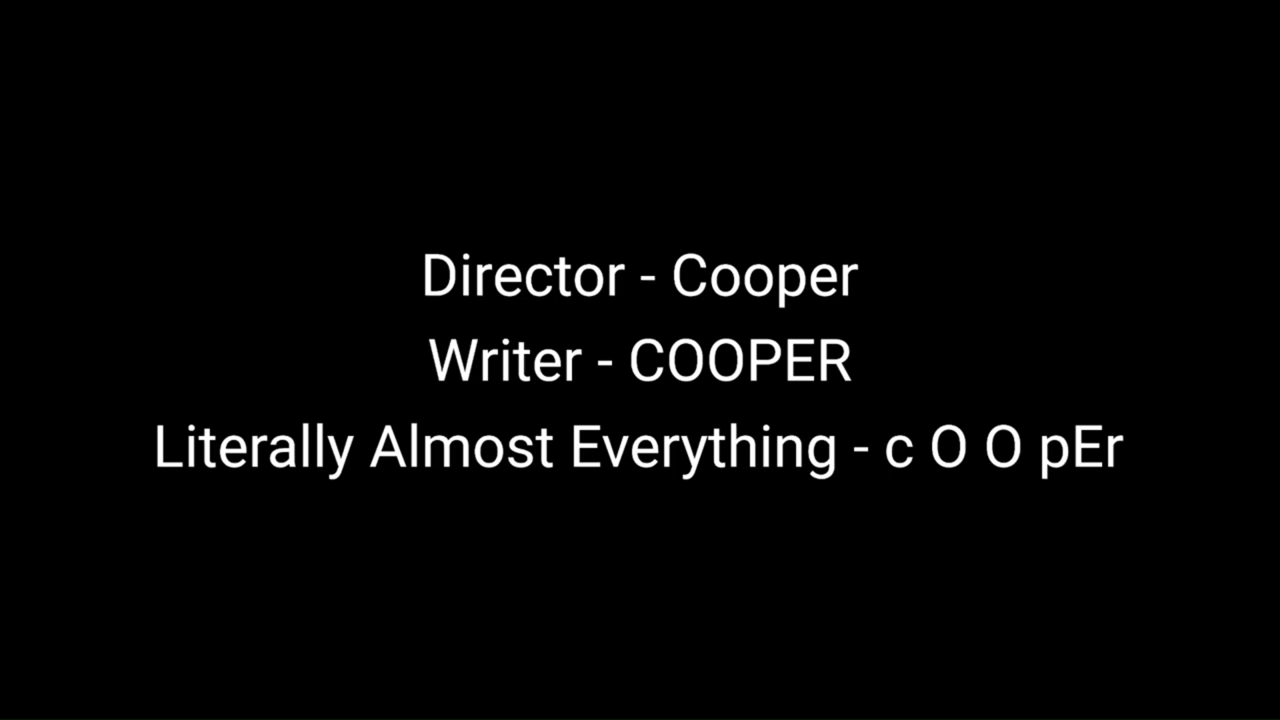 Director - Cooper
Writer - COOPER
Literally Almost Everything - c O O pEr